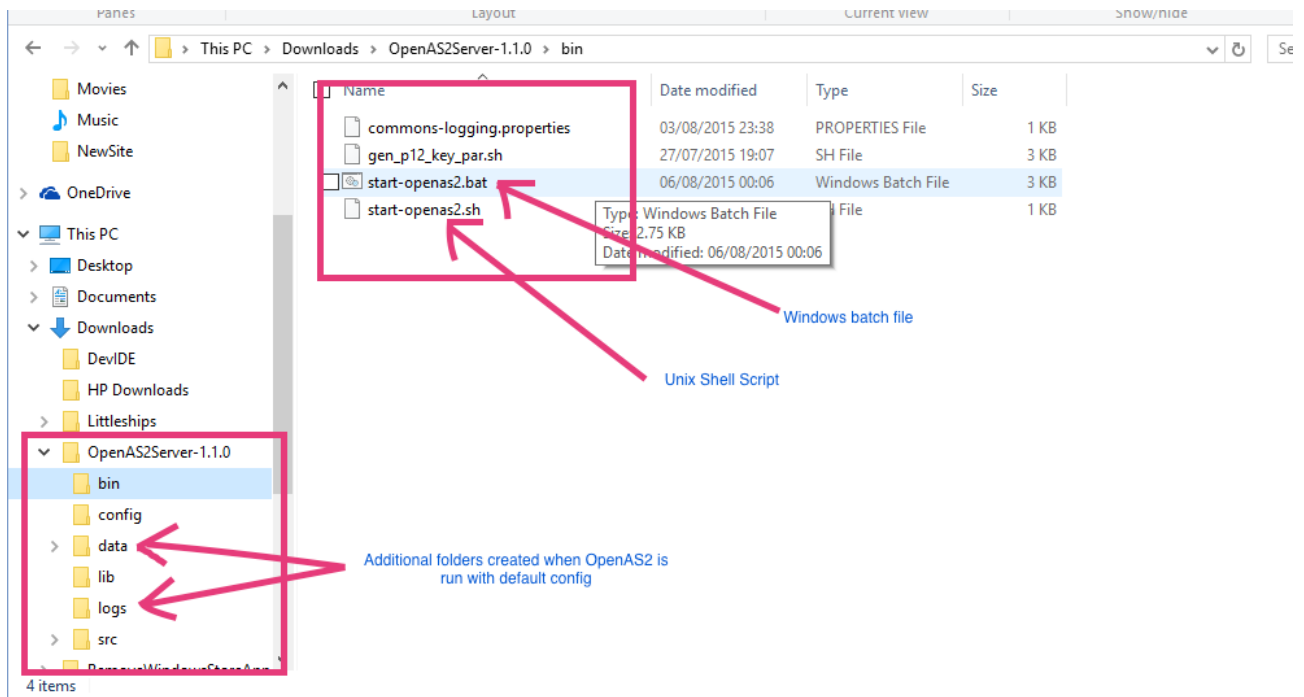 Panes Layout Current view Show/hide
This PC > Downloads > OpenAS2Server-1.1.0 > bin
Movies
Music
NewSite
OneDrive
This PC
Desktop
Documents
Downloads
DevIDE
HP Downloads
Littleships
OpenAS2Server-1.1.0
bin
config
data
lib
logs
src
4 items
Name Date modified Type Size
commons-logging.properties 03/08/2015 23:38 PROPERTIES File 1 KB
gen_p12_key_par.sh 27/07/2015 19:07 SH File 3 KB
start-openas2.bat 06/08/2015 00:06 Windows Batch File 3 KB
start-openas2.sh File 1 KB
Type: Windows Batch File
Size: 2.75 KB
Date modified: 06/08/2015 00:06
Windows batch file
Unix Shell Script
Additional folders created when OpenAS2 is
run with default config